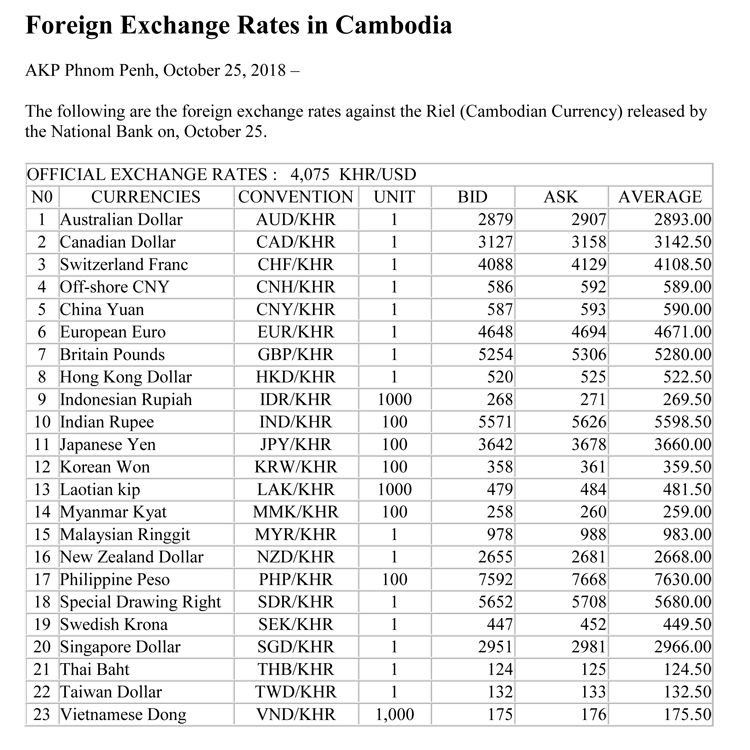 Foreign Exchange Rates in Cambodia
AKP Phnom Penh, October 25, 2018 –
The following are the foreign exchange rates against the Riel (Cambodian Currency) released by
the National Bank on, October 25.
OFFICIAL EXCHANGE RATES : 4,075 KHR/USD
N0 CURRENCIES CONVENTION UNIT BID ASK AVERAGE
1 Australian Dollar AUD/KHR 1 2879 2907 2893.00
2 Canadian Dollar CAD/KHR 1 3127 3158 3142.50
3 Switzerland Franc CHF/KHR 1 4088 4129 4108.50
4 Off-shore CNY CNH/KHR 1 586 592 589.00
5 China Yuan CNY/KHR 1 587 593 590.00
6 European Euro EUR/KHR 1 4648 4694 4671.00
7 Britain Pounds GBP/KHR 1 5254 5306 5280.00
8 Hong Kong Dollar HKD/KHR 1 520 525 522.50
9 Indonesian Rupiah IDR/KHR 1000 268 271 269.50
10 Indian Rupee IND/KHR 100 5571 5626 5598.50
11 Japanese Yen JPY/KHR 100 3642 3678 3660.00
12 Korean Won KRW/KHR 100 358 361 359.50
13 Laotian kip LAK/KHR 1000 479 484 481.50
14 Myanmar Kyat MMK/KHR 100 258 260 259.00
15 Malaysian Ringgit MYR/KHR 1 978 988 983.00
16 New Zealand Dollar NZD/KHR 1 2655 2681 2668.00
17 Philippine Peso PHP/KHR 100 7592 7668 7630.00
18 Special Drawing Right SDR/KHR 1 5652 5708 5680.00
19 Swedish Krona SEK/KHR 1 447 452 449.50
20 Singapore Dollar SGD/KHR 1 2951 2981 2966.00
21 Thai Baht THB/KHR 1 124 125 124.50
22 Taiwan Dollar TWD/KHR 1 132 133 132.50
23 Vietnamese Dong VND/KHR 1,000 175 176 175.50